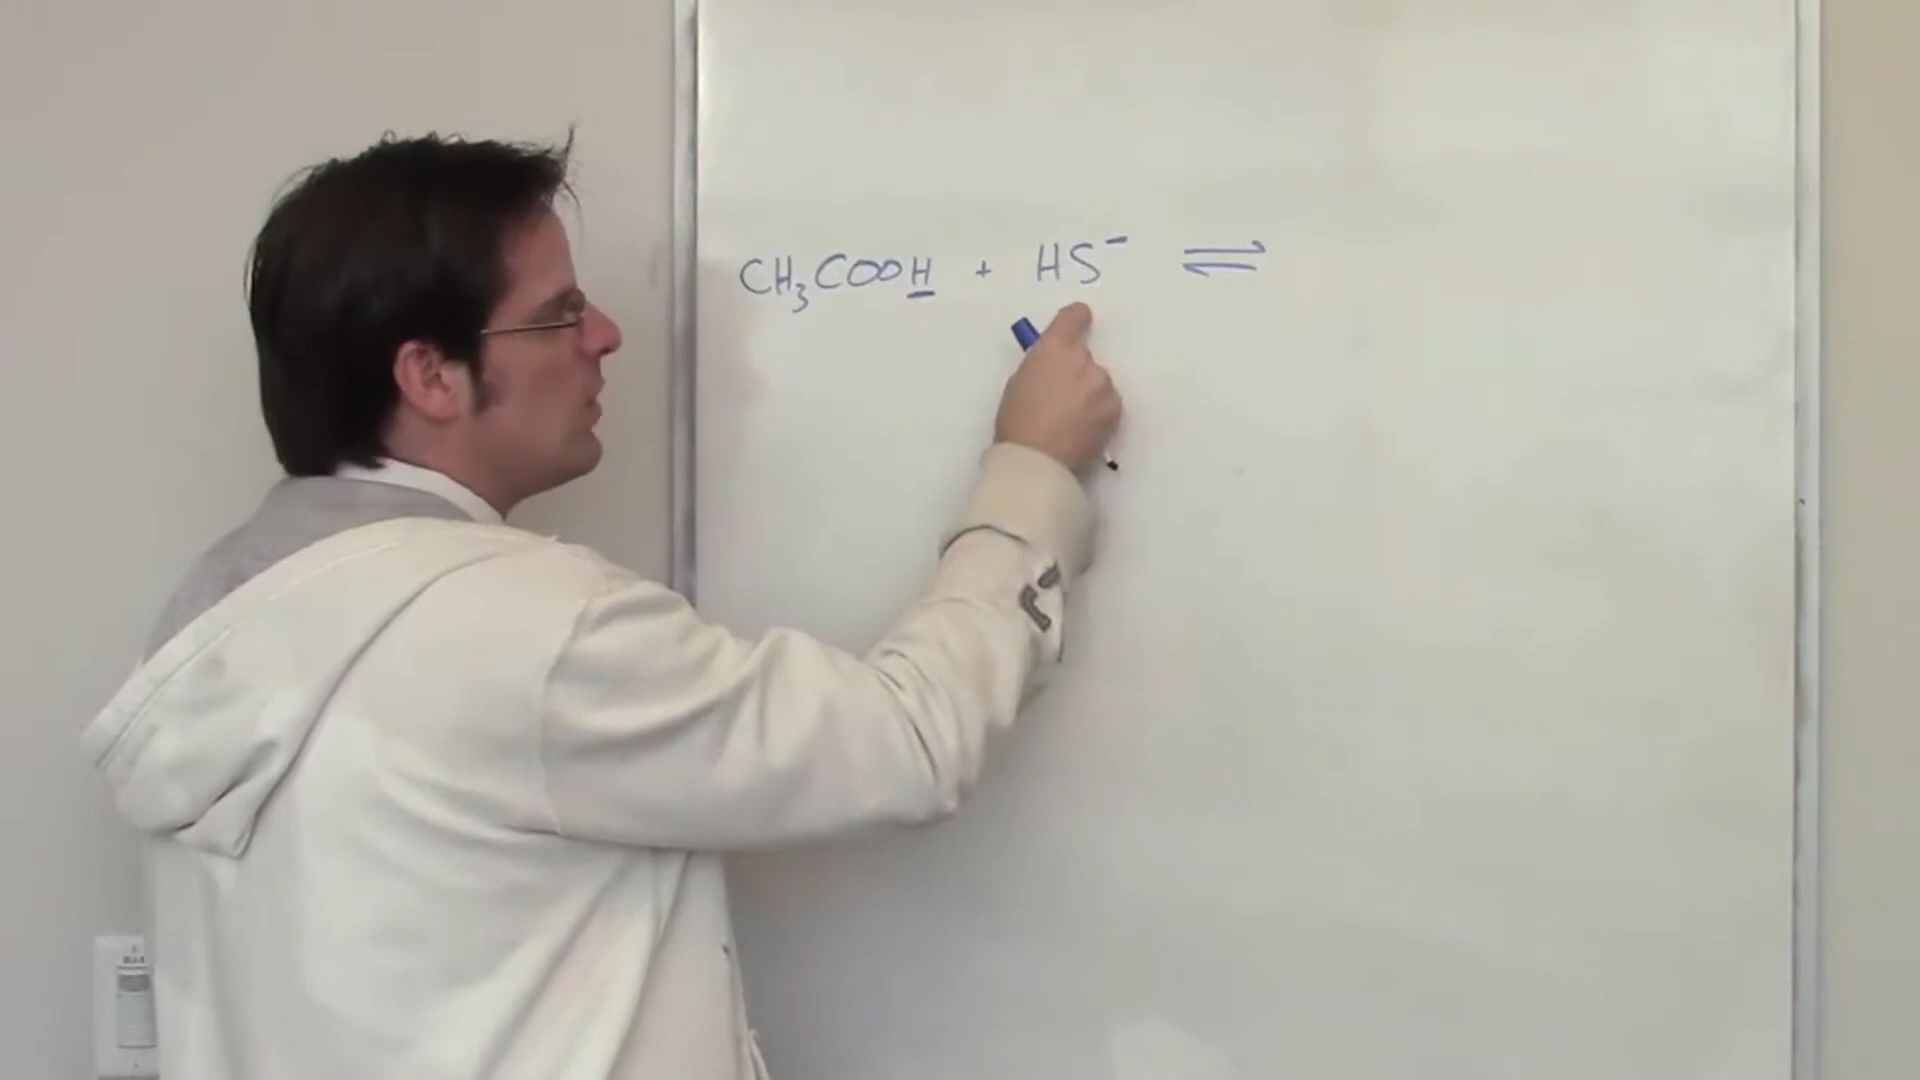 CH₃COOH + HS⁻ ⇌